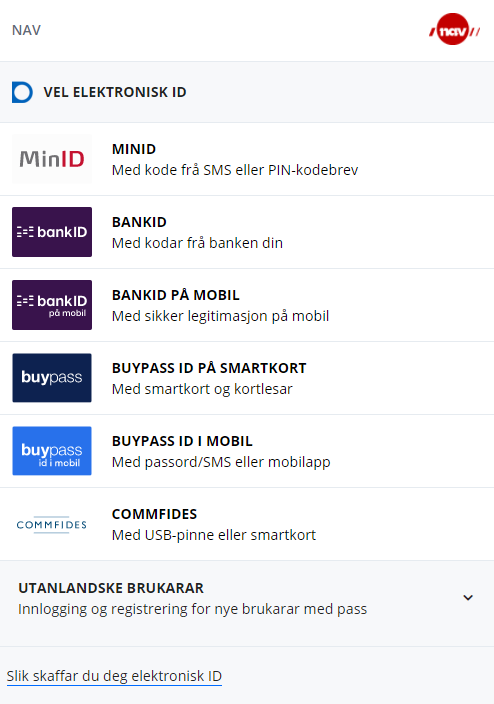 NAV
nav
VEL ELEKTRONISK ID
MinID
MINID
Med kode frå SMS eller PIN-kodebrev
bankID
BANKID
Med kodar frå banken din
bankID
på mobil
BANKID PÅ MOBIL
Med sikker legitimasjon på mobil
buypass
BUYPASS ID PÅ SMARTKORT
Med smartkort og kortlesar
buypass
id i mobil
BUYPASS ID I MOBIL
Med passord/SMS eller mobilapp
COMMFIDES
COMMFIDES
Med USB-pinne eller smartkort
UTANLANDSKE BRUKARAR
Innlogging og registrering for nye brukarar med pass
Slik skaffar du deg elektronisk ID